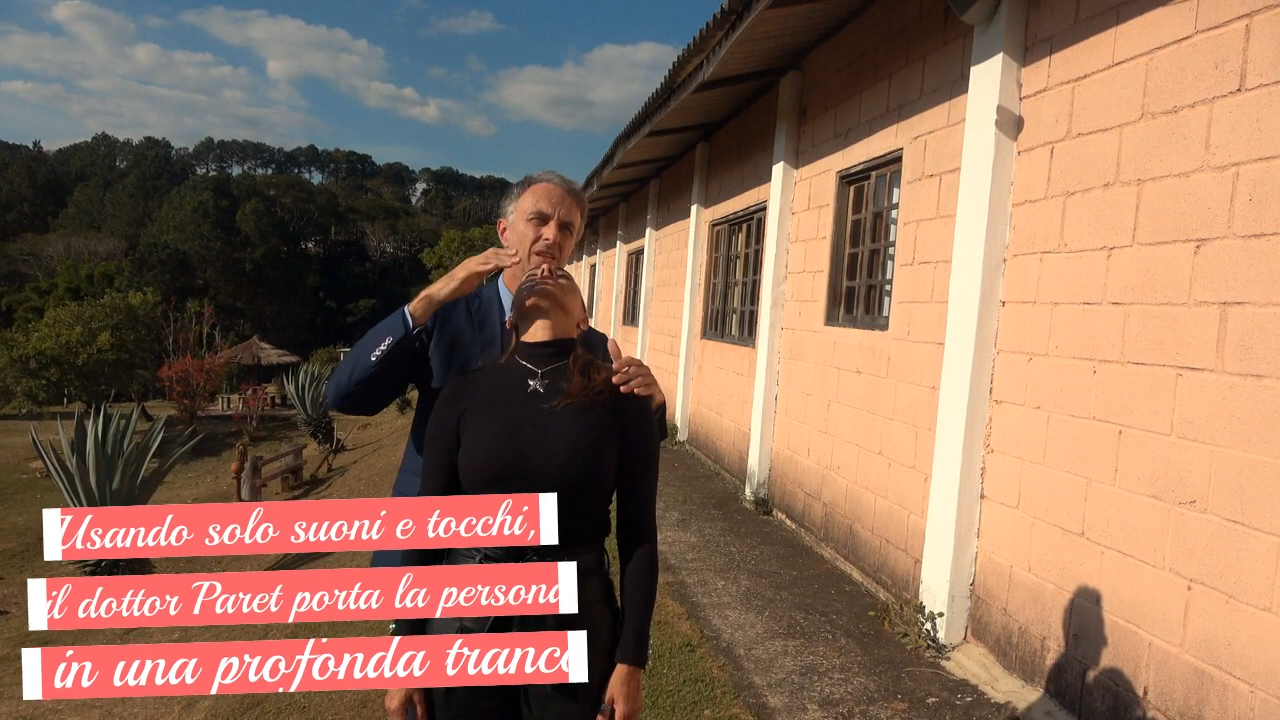 Usando solo suoni e tocchi,
il dottor Paret porta la persona
in una profonda trance